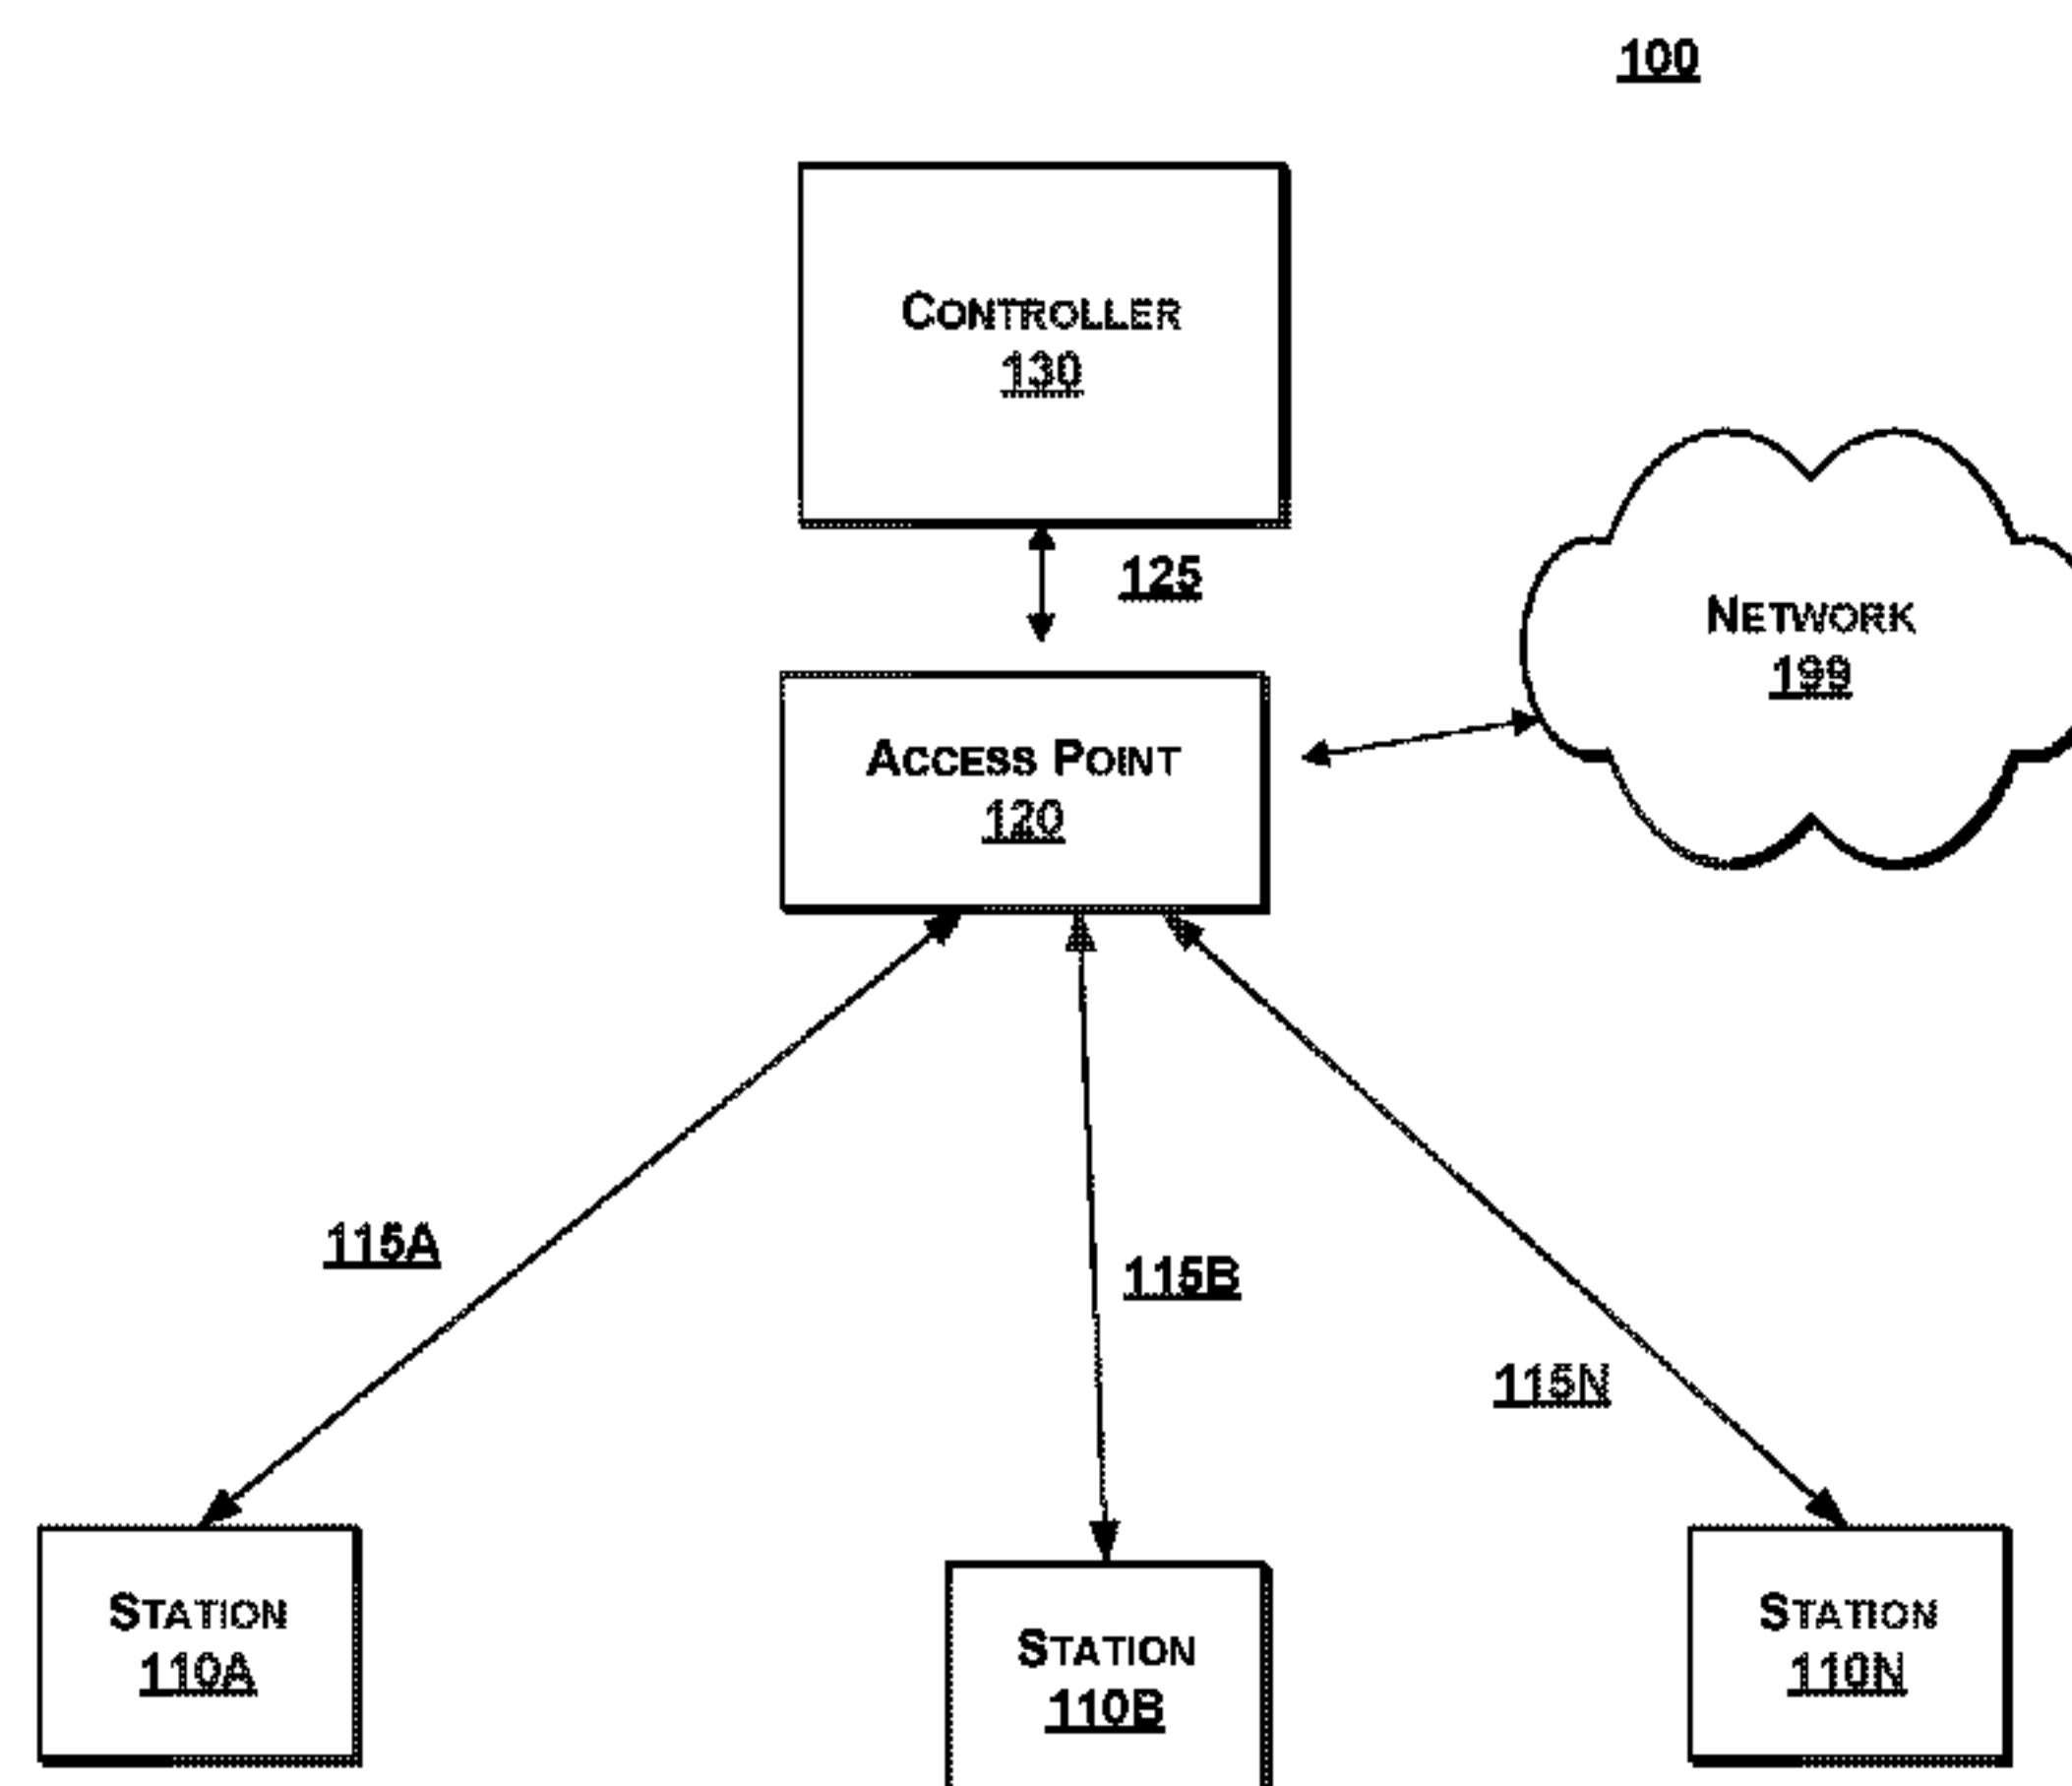 100
CONTROLLER
130
125
NETWORK
199
ACCESS POINT
120
115A
115B
115N
STATION
110A
STATION
110B
STATION
110N